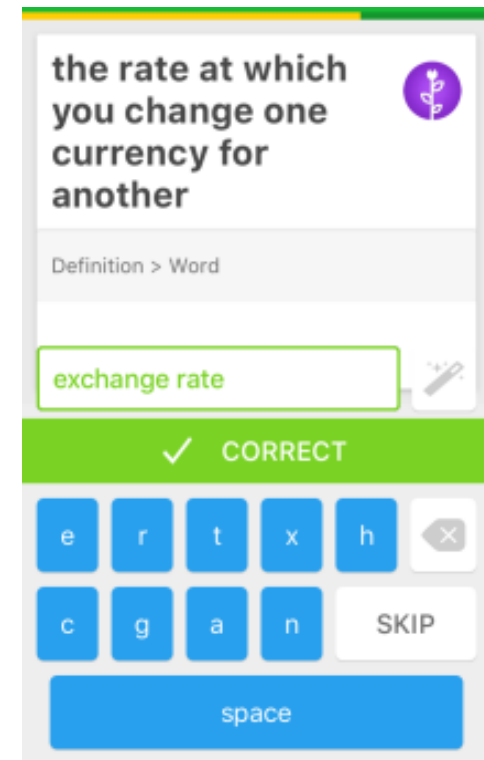 the rate at which
you change one
currency for
another
Definition > Word
exchange rate
CORRECT
e r t x h
c g a n SKIP
space